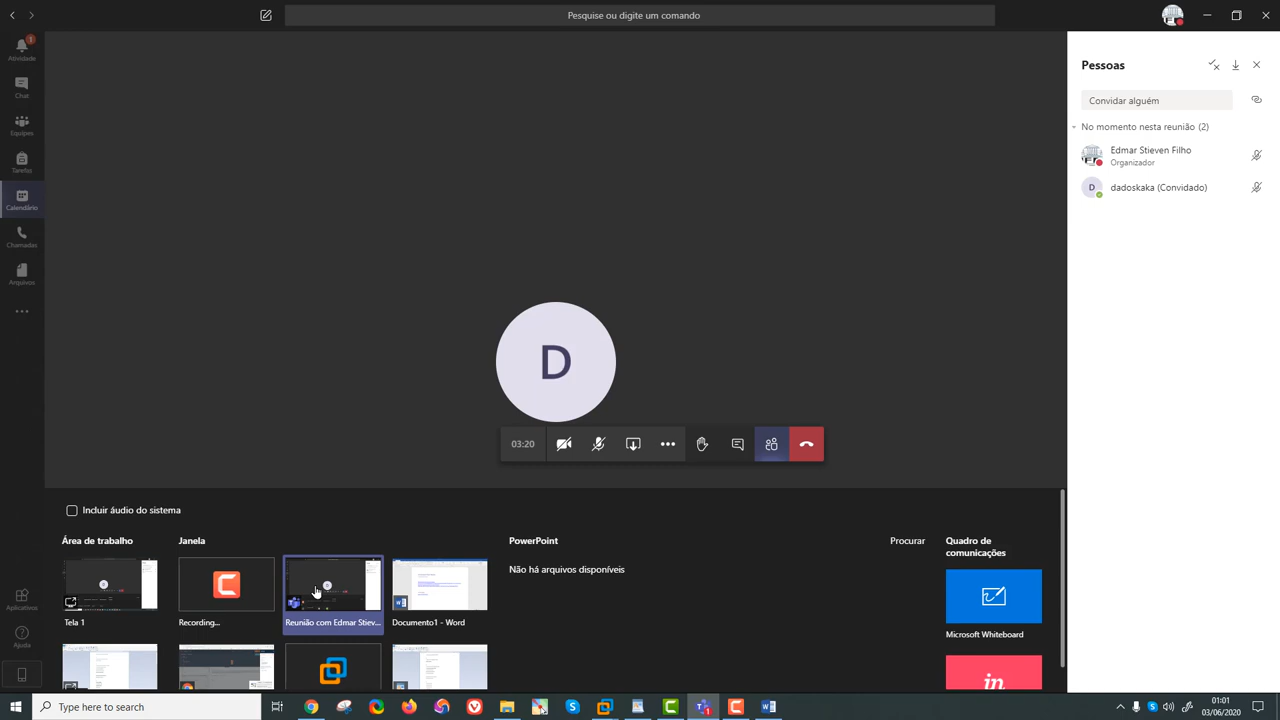 Pesquise ou digite um comando
1
Atividade
Chat
Equipes
Tarefas
Calendário
Chamadas
Arquivos
Aplicativos
Ajuda
D
03:20
Pessoas
Convidar alguém
No momento nesta reunião (2)
Edmar Stieven Filho
Organizador
D
dadoskaka (Convidado)
Incluir áudio do sistema
Área de trabalho
Janela
PowerPoint
Procurar
Quadro de
comunicações
Não há arquivos disponíveis
Tela 1
Recording...
Reunião com Edmar Stiev...
Documento1 - Word
Microsoft Whiteboard
in
Type here to search
01:01
03/06/2020